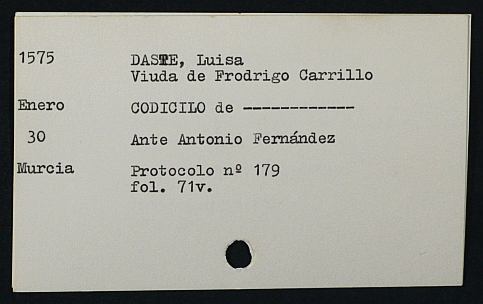 1575 DASTE, Luisa
Viuda de Frodrigo Carrillo
Enero CODICILO de ------------
30 Ante Antonio Fernández
Murcia Protocolo nº 179
fol. 71v.